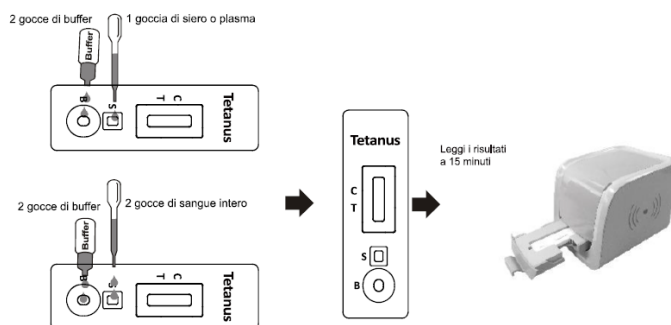 2 gocce di buffer
1 goccia di siero o plasma
Buffer
B
S
T
C
Tetanus
2 gocce di buffer
2 gocce di sangue intero
Buffer
B
S
T
C
Tetanus
Tetanus
C
T
S
B
Leggi i risultati
a 15 minuti